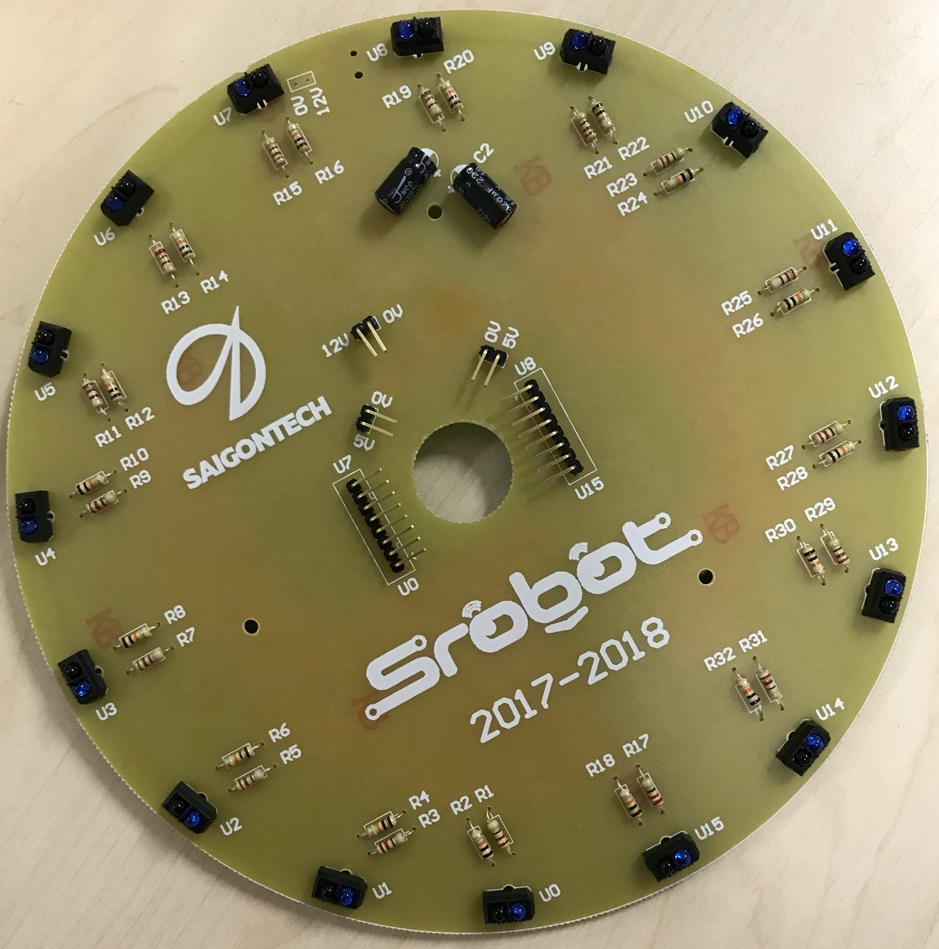 U8
R20
U9
R19
U7
0V
12V
U10
R21 R22
R23
R24
C2
R15 R16
U6
R13 R14
U11
R25
R26
12V 0V
0V
5V
U8
U5
R11 R12
SAIGONTECH
0V
5V
U12
R10
R9
R27
R28
U7
U15
U4
R30 R29
U0
U13
Srobot
2017-2018
R8
R7
U3
R32 R31
U14
R6
R5
U2
R18 R17
R4
R3
R2 R1
U15
U1
U0